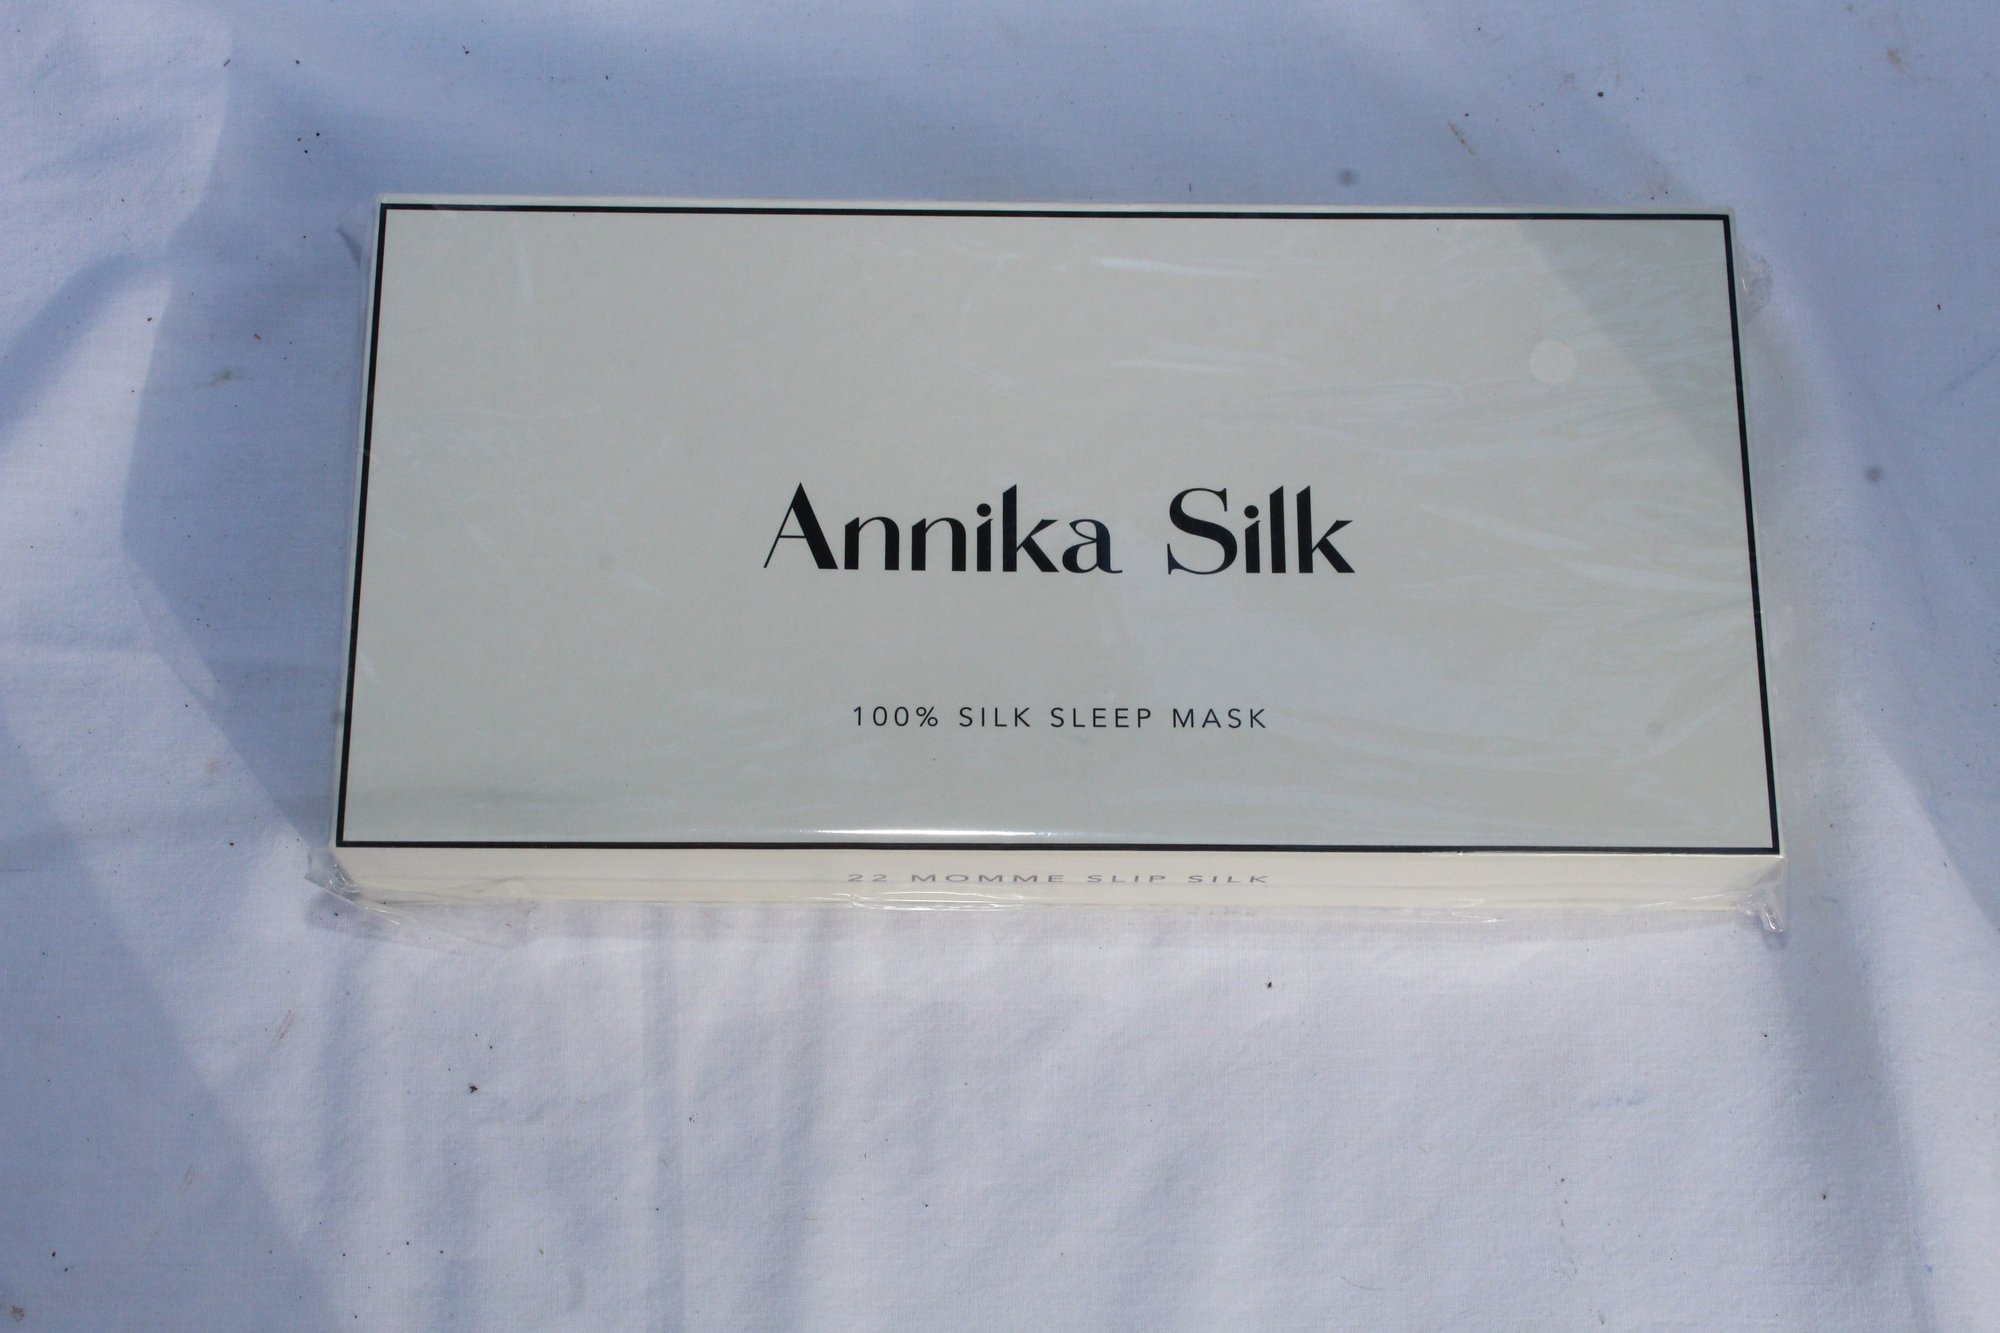 Annika Silk
100% SILK SLEEP MASK
22 MOMME SLIP SILK